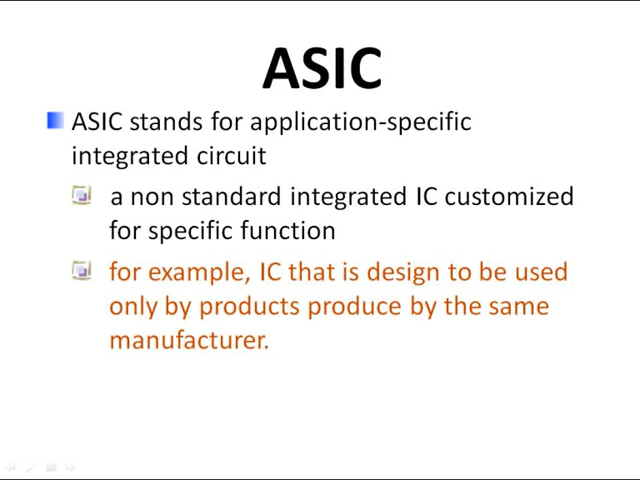 ASIC
ASIC stands for application-specific
integrated circuit
a non standard integrated IC customized
for specific function
for example, IC that is design to be used
only by products produce by the same
manufacturer.